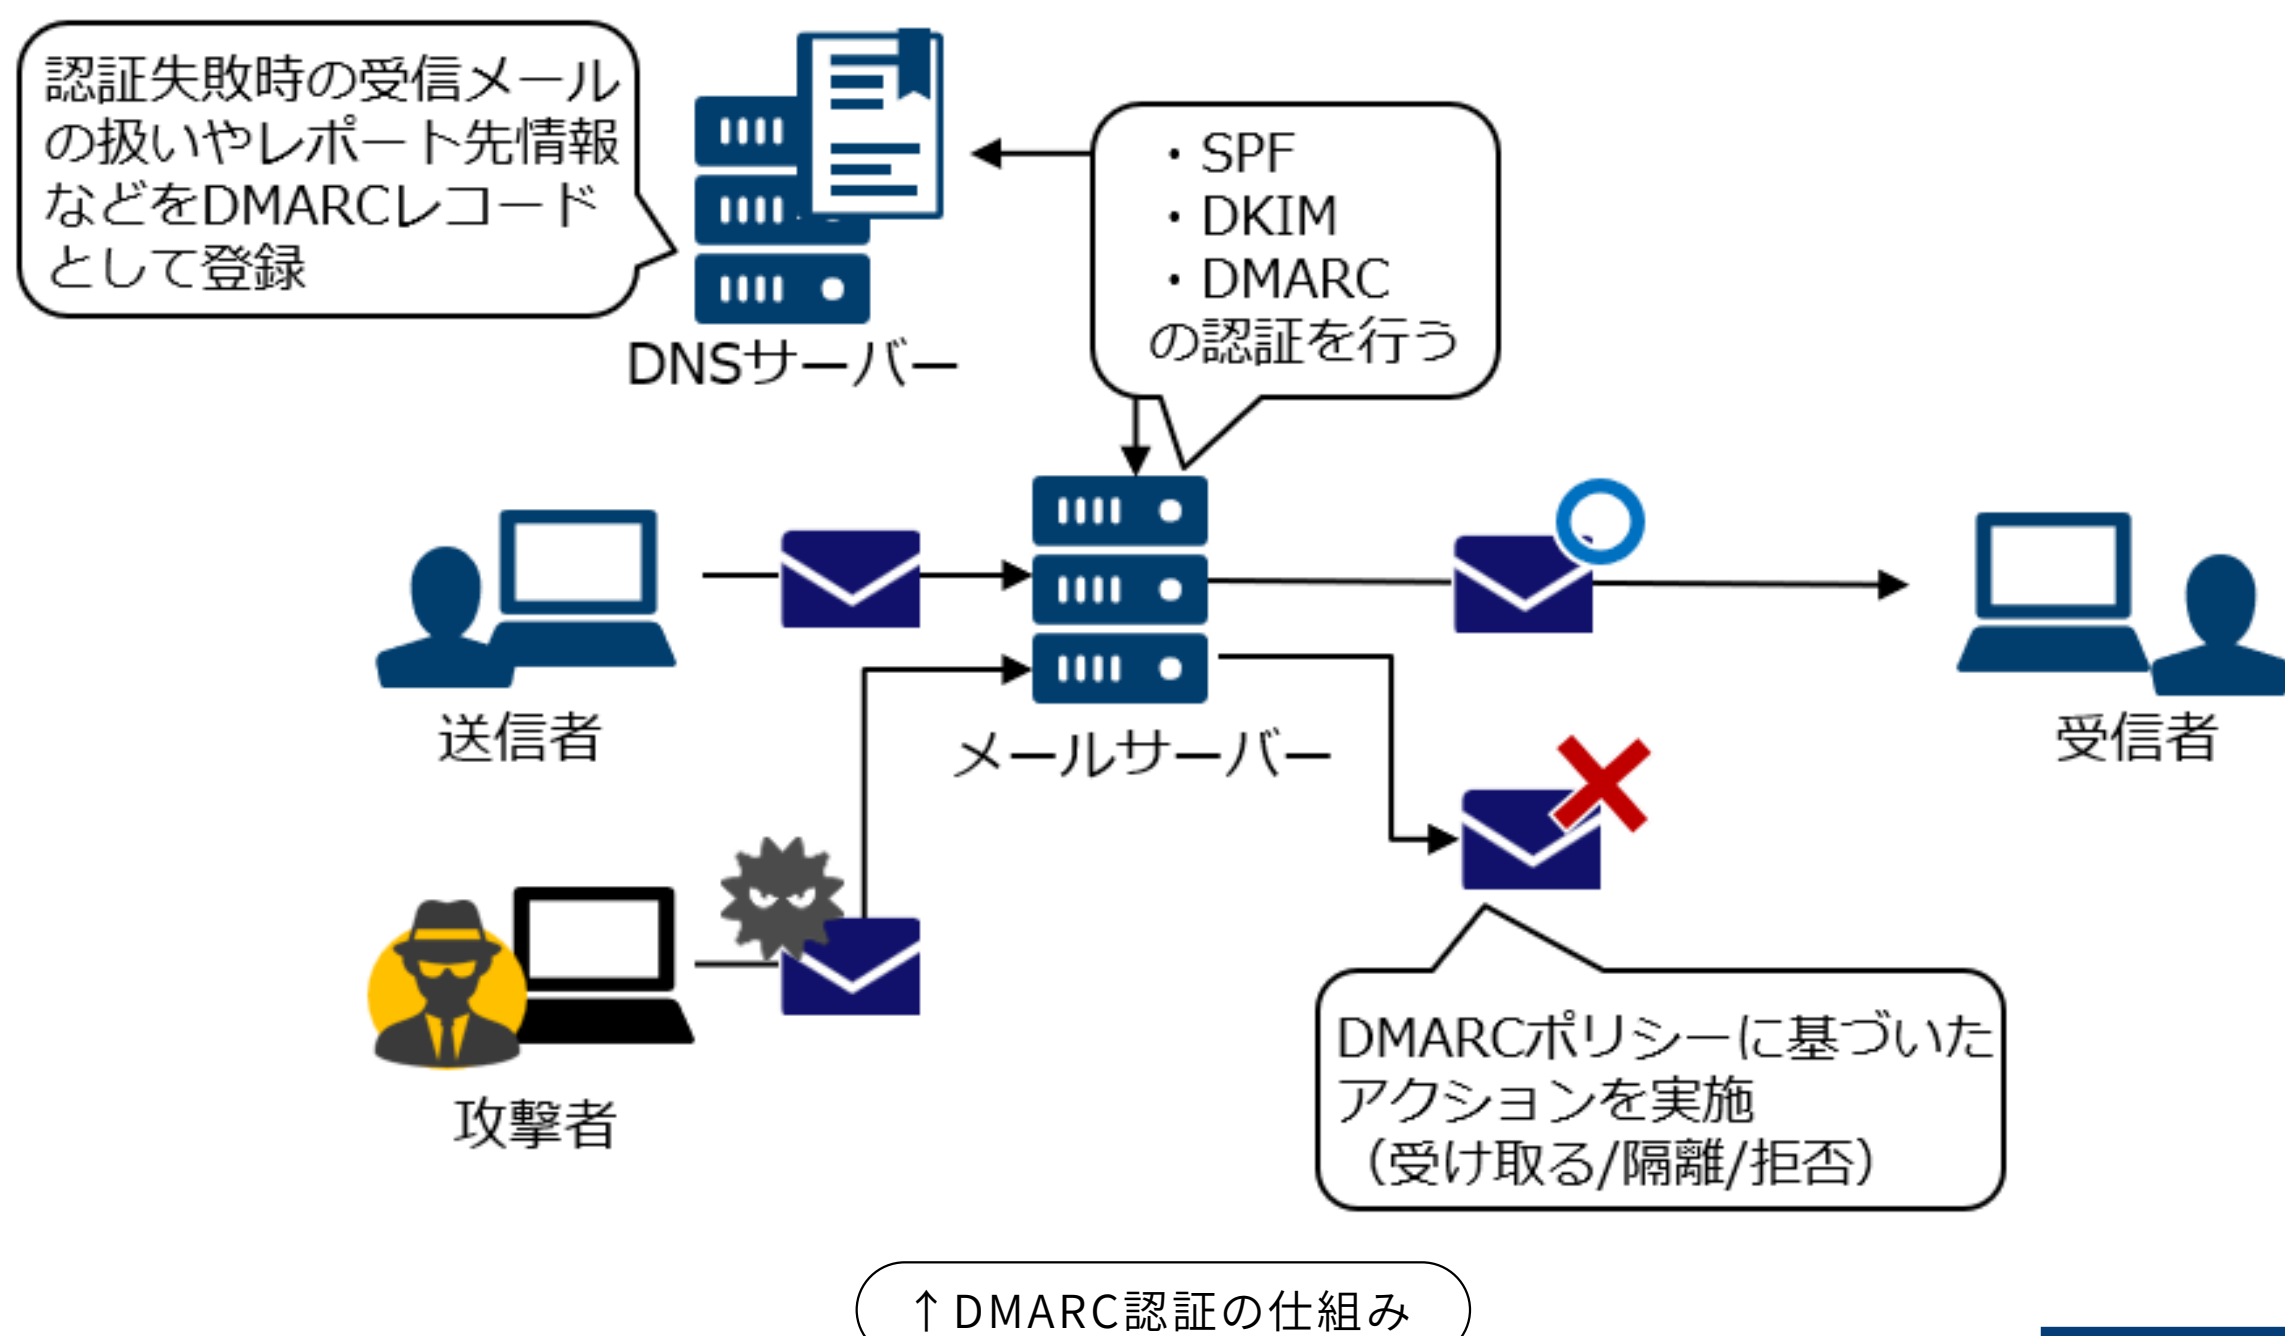 認証失敗時の受信メール
の扱いやレポート先情報
などをDMARCレコード
として登録
・SPF
・DKIM
・DMARC
の認証を行う
DNSサーバー
送信者
メールサーバー
受信者
攻撃者
DMARCポリシーに基づいた
アクションを実施
（受け取る/隔離/拒否）
↑DMARC認証の仕組み